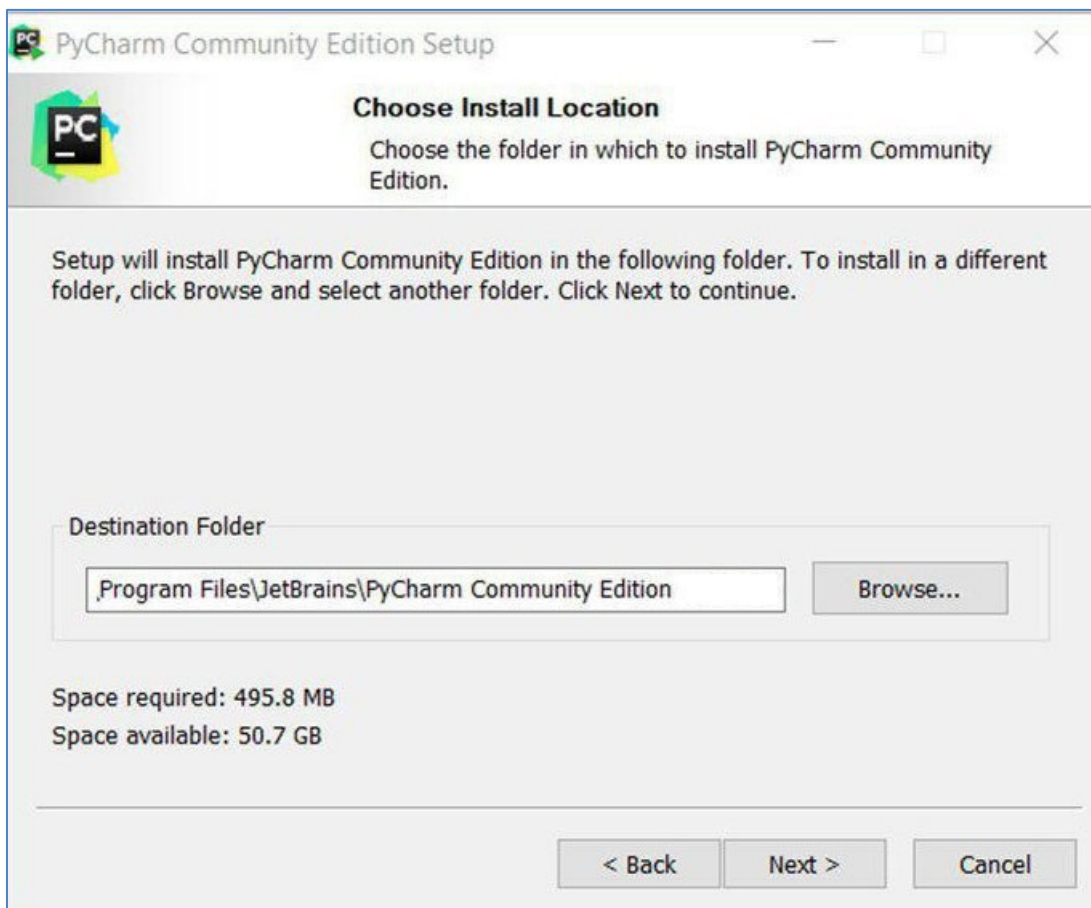 PyCharm Community Edition Setup
PC
Choose Install Location
Choose the folder in which to install PyCharm Community
Edition.
Setup will install PyCharm Community Edition in the following folder. To install in a different
folder, click Browse and select another folder. Click Next to continue.
Destination Folder
Program Files\JetBrains\PyCharm Community Edition
Browse...
Space required: 495.8 MB
Space available: 50.7 GB
< Back
Next >
Cancel